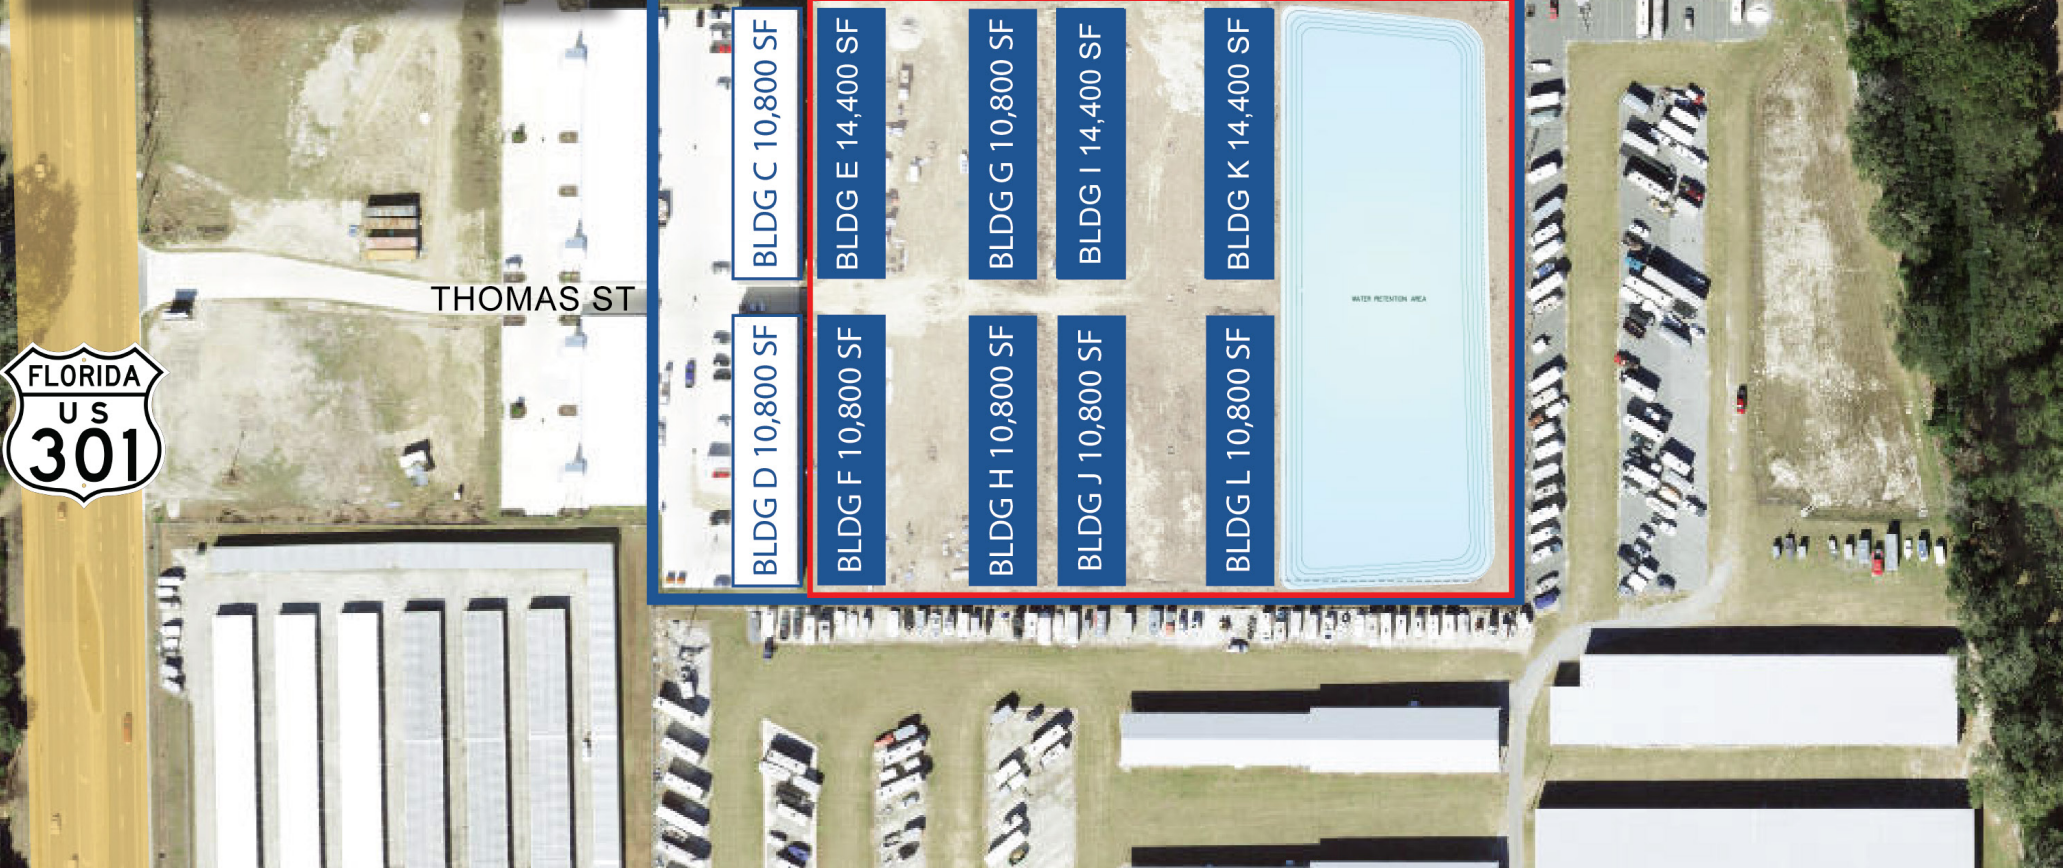 BLDG C 10,800 SF
BLDG E 14,400 SF
BLDG G 10,800 SF
BLDG I 14,400 SF
BLDG K 14,400 SF
WATER RETENTION AREA
THOMAS ST
BLDG D 10,800 SF
BLDG F 10,800 SF
BLDG H 10,800 SF
BLDG J 10,800 SF
BLDG L 10,800 SF
FLORIDA
US
301